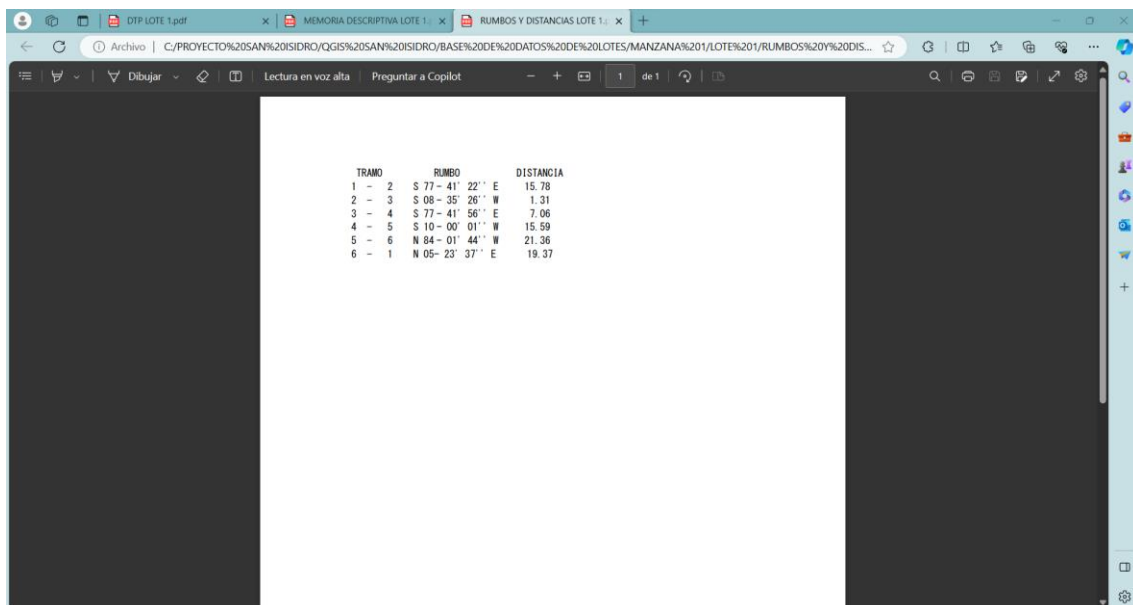 DTP LOTE 1.pdf
MEMORIA DESCRIPTIVA LOTE 1.
RUMBOS Y DISTANCIAS LOTE 1.
Archivo | C:/PROYECTO%20SAN%20ISIDRO/QGIS%20SAN%20ISIDRO/BASE%20DE%20DATOS%20DE%20LOTES/MANZANA%201/LOTE%201/RUMBOS%20Y%20DIS...
Dibujar Lectura en voz alta Preguntar a Copilot 1 de 1
TRAMO RUMBO DISTANCIA
1 - 2 S 77- 41' 22'' E 15.78
2 - 3 S 08- 35' 26'' W 1.31
3 - 4 S 77- 41' 56'' E 7.06
4 - 5 S 10- 00' 01'' W 15.59
5 - 6 N 84- 01' 44'' W 21.36
6 - 1 N 05- 23' 37'' E 19.37